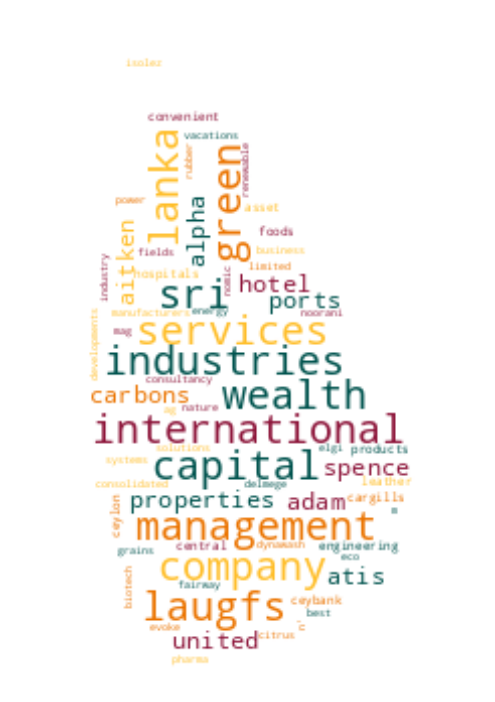 isoler
convenient
vacations
lanka
rubber
green
renewable
power
alpha
asset
aitken
foods
fields
business
industry
hospitals
limited
nomic
hotel
sri
ports
manufacturers
energy
noorani
developments
mag
services
industries
consultancy
carbons
wealth
ag
nature
international
solutions
elgi
products
systems
capital
spence
consolidated
delmege
leather
properties
adam
cargills
ceylon
management
grains
central
dynawash
engineering
eco
company
atis
biotech
fairway
laugfs
ceybank
best
evoke
united
citrus
pharma